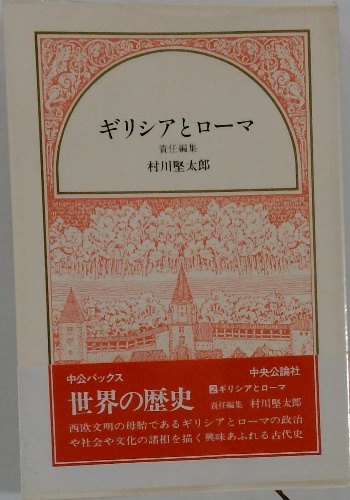 ギリシアとローマ
責任編集
村川堅太郎
中公バックス
世界の歴史
中央公論社
2ギリシアとローマ
責任編集 村川堅太郎
西欧文明の母胎であるギリシアとローマの政治
や社会や文化の諸相を描く興味あふれる古代史